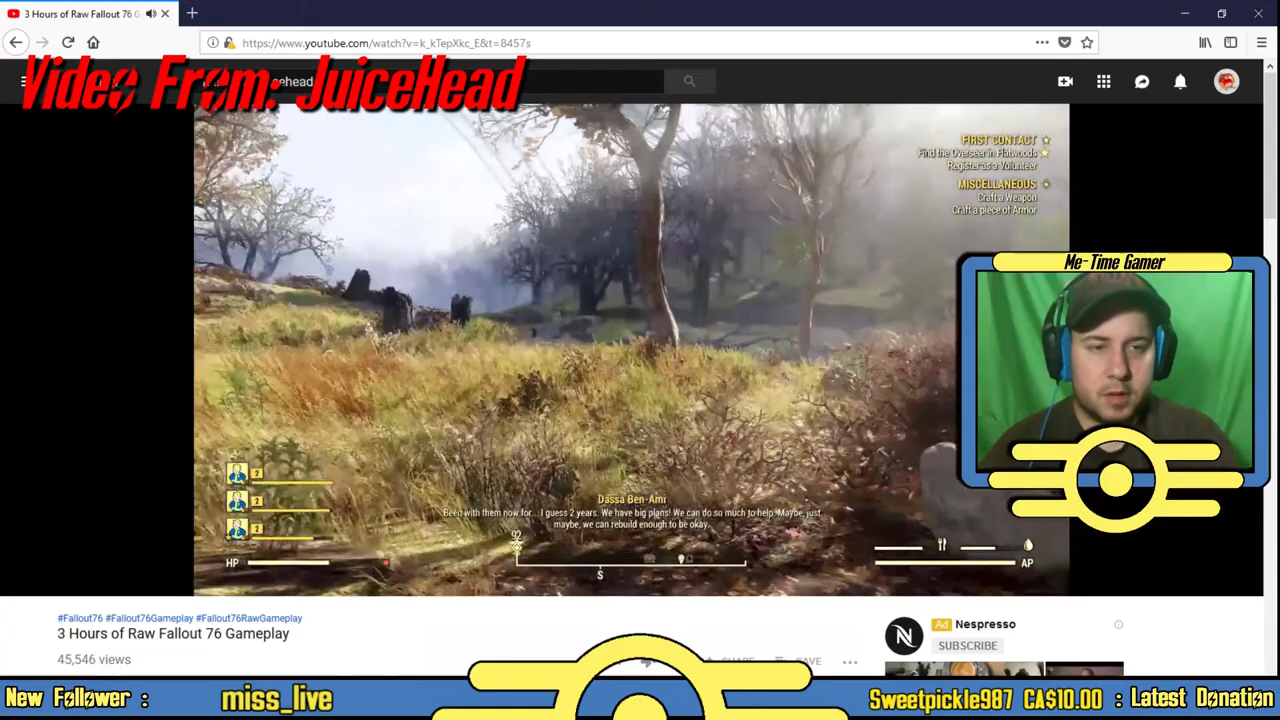 3 Hours of Raw Fallout 76 G
https://www.youtube.com/watch?v=k_kTepXkc_E&t=8457s
Video From: JuiceHead
cehead
FIRST CONTACT
Find the Overseer in Flatwoods
Register as a Volunteer
MISCELLANEOUS
Craft a Weapon
Craft a piece of Armor
Me-Time Gamer
Dassa Ben-Ami
Been with them now for... I guess 2 years. We have big plans! We can do so much to help. Maybe, just
maybe, we can rebuild enough to be okay.
92
HP
S
AP
#Fallout76 #Fallout76Gameplay #Fallout76RawGameplay
3 Hours of Raw Fallout 76 Gameplay
45,546 views
SHARE
SAVE
Ad Nespresso
SUBSCRIBE
New Follower : miss_live
Sweetpickle987 CA$10.00 : Latest Donation